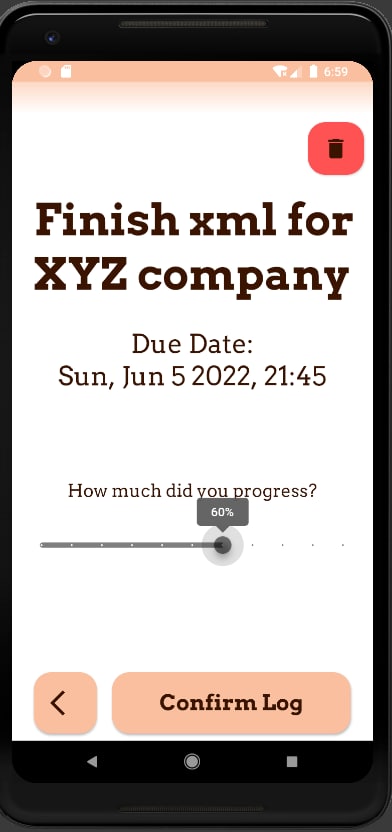 6:59
Finish xml for
XYZ company
Due Date:
Sun, Jun 5 2022, 21:45
How much did you progress?
60%
Confirm Log